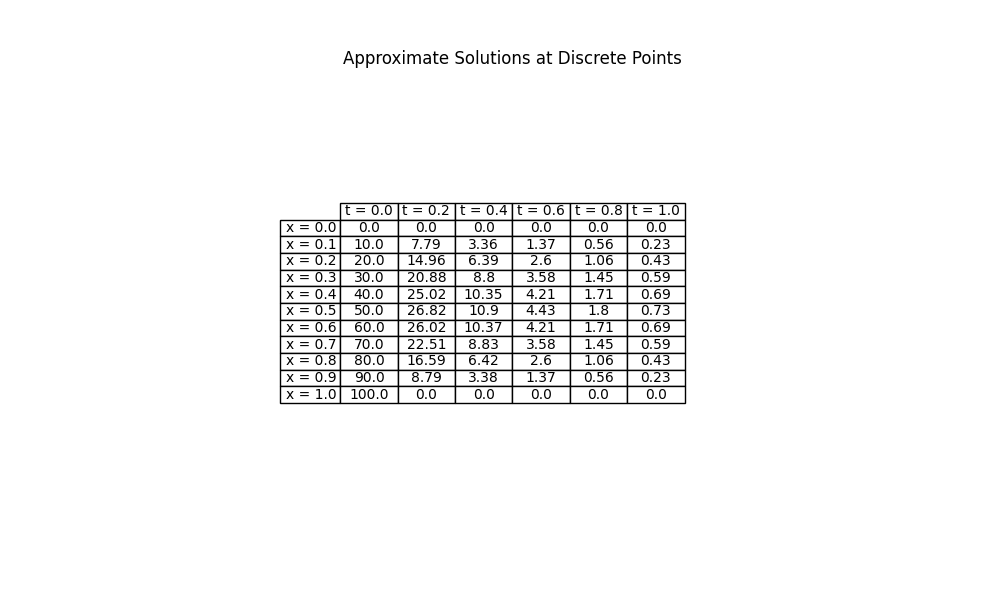 Approximate Solutions at Discrete Points
t = 0.0 t = 0.2 t = 0.4 t = 0.6 t = 0.8 t = 1.0
x = 0.0 0.0 0.0 0.0 0.0 0.0 0.0
x = 0.1 10.0 7.79 3.36 1.37 0.56 0.23
x = 0.2 20.0 14.96 6.39 2.6 1.06 0.43
x = 0.3 30.0 20.88 8.8 3.58 1.45 0.59
x = 0.4 40.0 25.02 10.35 4.21 1.71 0.69
x = 0.5 50.0 26.82 10.9 4.43 1.8 0.73
x = 0.6 60.0 26.02 10.37 4.21 1.71 0.69
x = 0.7 70.0 22.51 8.83 3.58 1.45 0.59
x = 0.8 80.0 16.59 6.42 2.6 1.06 0.43
x = 0.9 90.0 8.79 3.38 1.37 0.56 0.23
x = 1.0 100.0 0.0 0.0 0.0 0.0 0.0